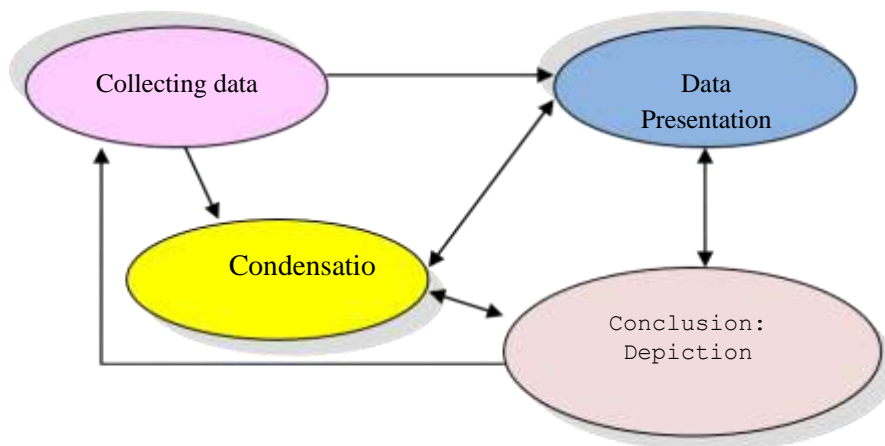 Collecting data
Data
Presentation
Condensatio
Conclusion:
Depiction